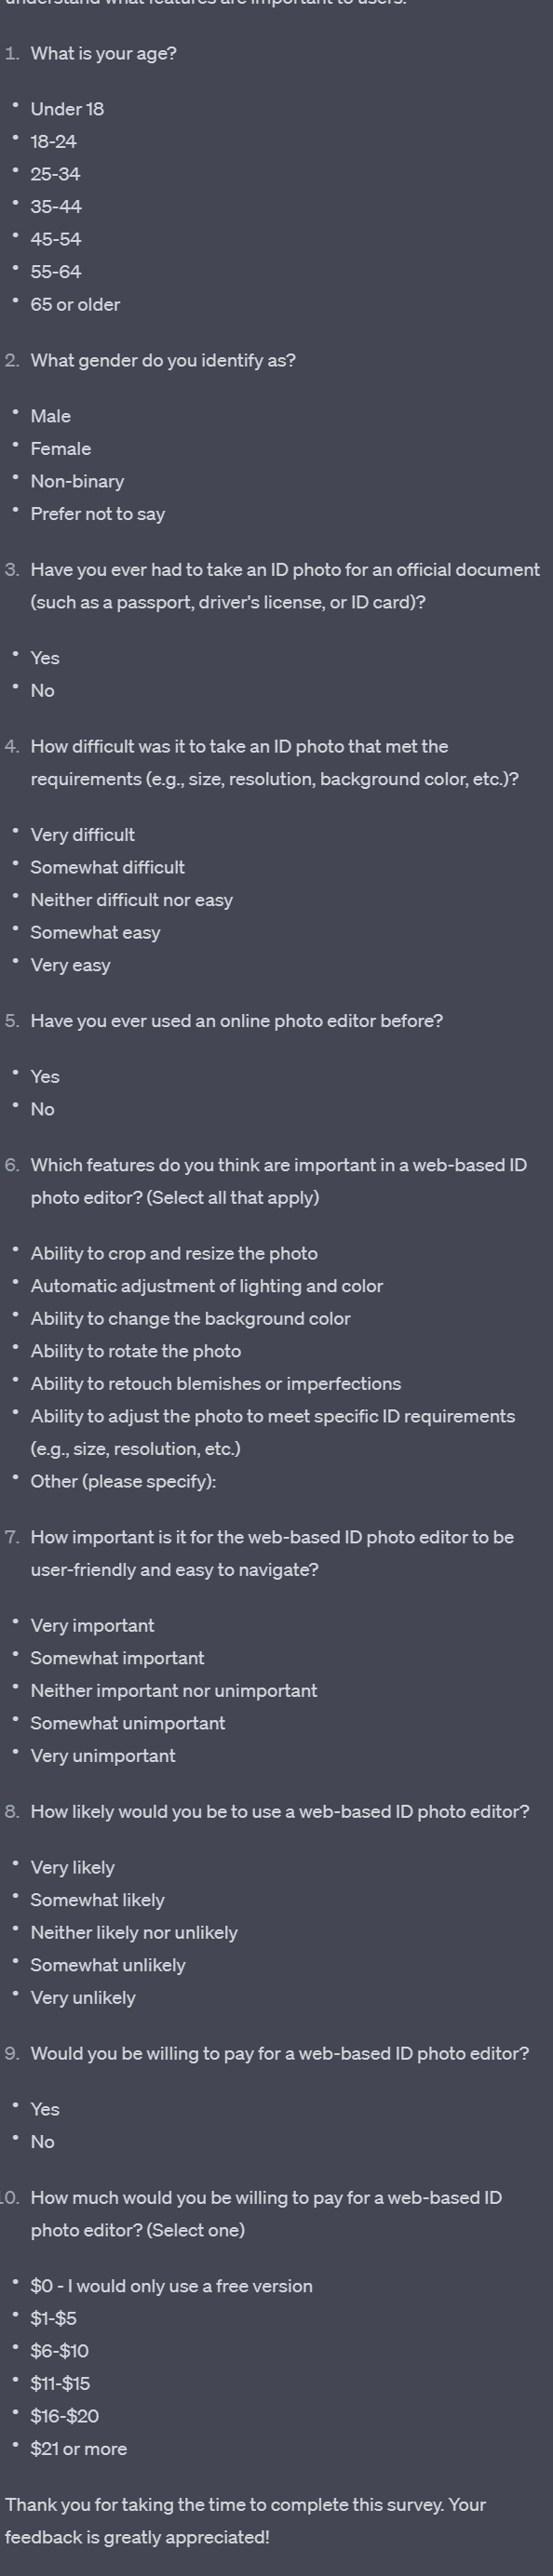 understand what features are important to users.
1. What is your age?
• Under 18
• 18-24
• 25-34
• 35-44
• 45-54
• 55-64
• 65 or older
2. What gender do you identify as?
• Male
• Female
• Non-binary
• Prefer not to say
3. Have you ever had to take an ID photo for an official document
(such as a passport, driver's license, or ID card)?
• Yes
• No
4. How difficult was it to take an ID photo that met the
requirements (e.g., size, resolution, background color, etc.)?
• Very difficult
• Somewhat difficult
• Neither difficult nor easy
• Somewhat easy
• Very easy
5. Have you ever used an online photo editor before?
• Yes
• No
6. Which features do you think are important in a web-based ID
photo editor? (Select all that apply)
• Ability to crop and resize the photo
• Automatic adjustment of lighting and color
• Ability to change the background color
• Ability to rotate the photo
• Ability to retouch blemishes or imperfections
• Ability to adjust the photo to meet specific ID requirements
(e.g., size, resolution, etc.)
• Other (please specify):
7. How important is it for the web-based ID photo editor to be
user-friendly and easy to navigate?
• Very important
• Somewhat important
• Neither important nor unimportant
• Somewhat unimportant
• Very unimportant
8. How likely would you be to use a web-based ID photo editor?
• Very likely
• Somewhat likely
• Neither likely nor unlikely
• Somewhat unlikely
• Very unlikely
9. Would you be willing to pay for a web-based ID photo editor?
• Yes
• No
10. How much would you be willing to pay for a web-based ID
photo editor? (Select one)
• $0 - I would only use a free version
• $1-$5
• $6-$10
• $11-$15
• $16-$20
• $21 or more
Thank you for taking the time to complete this survey. Your
feedback is greatly appreciated!